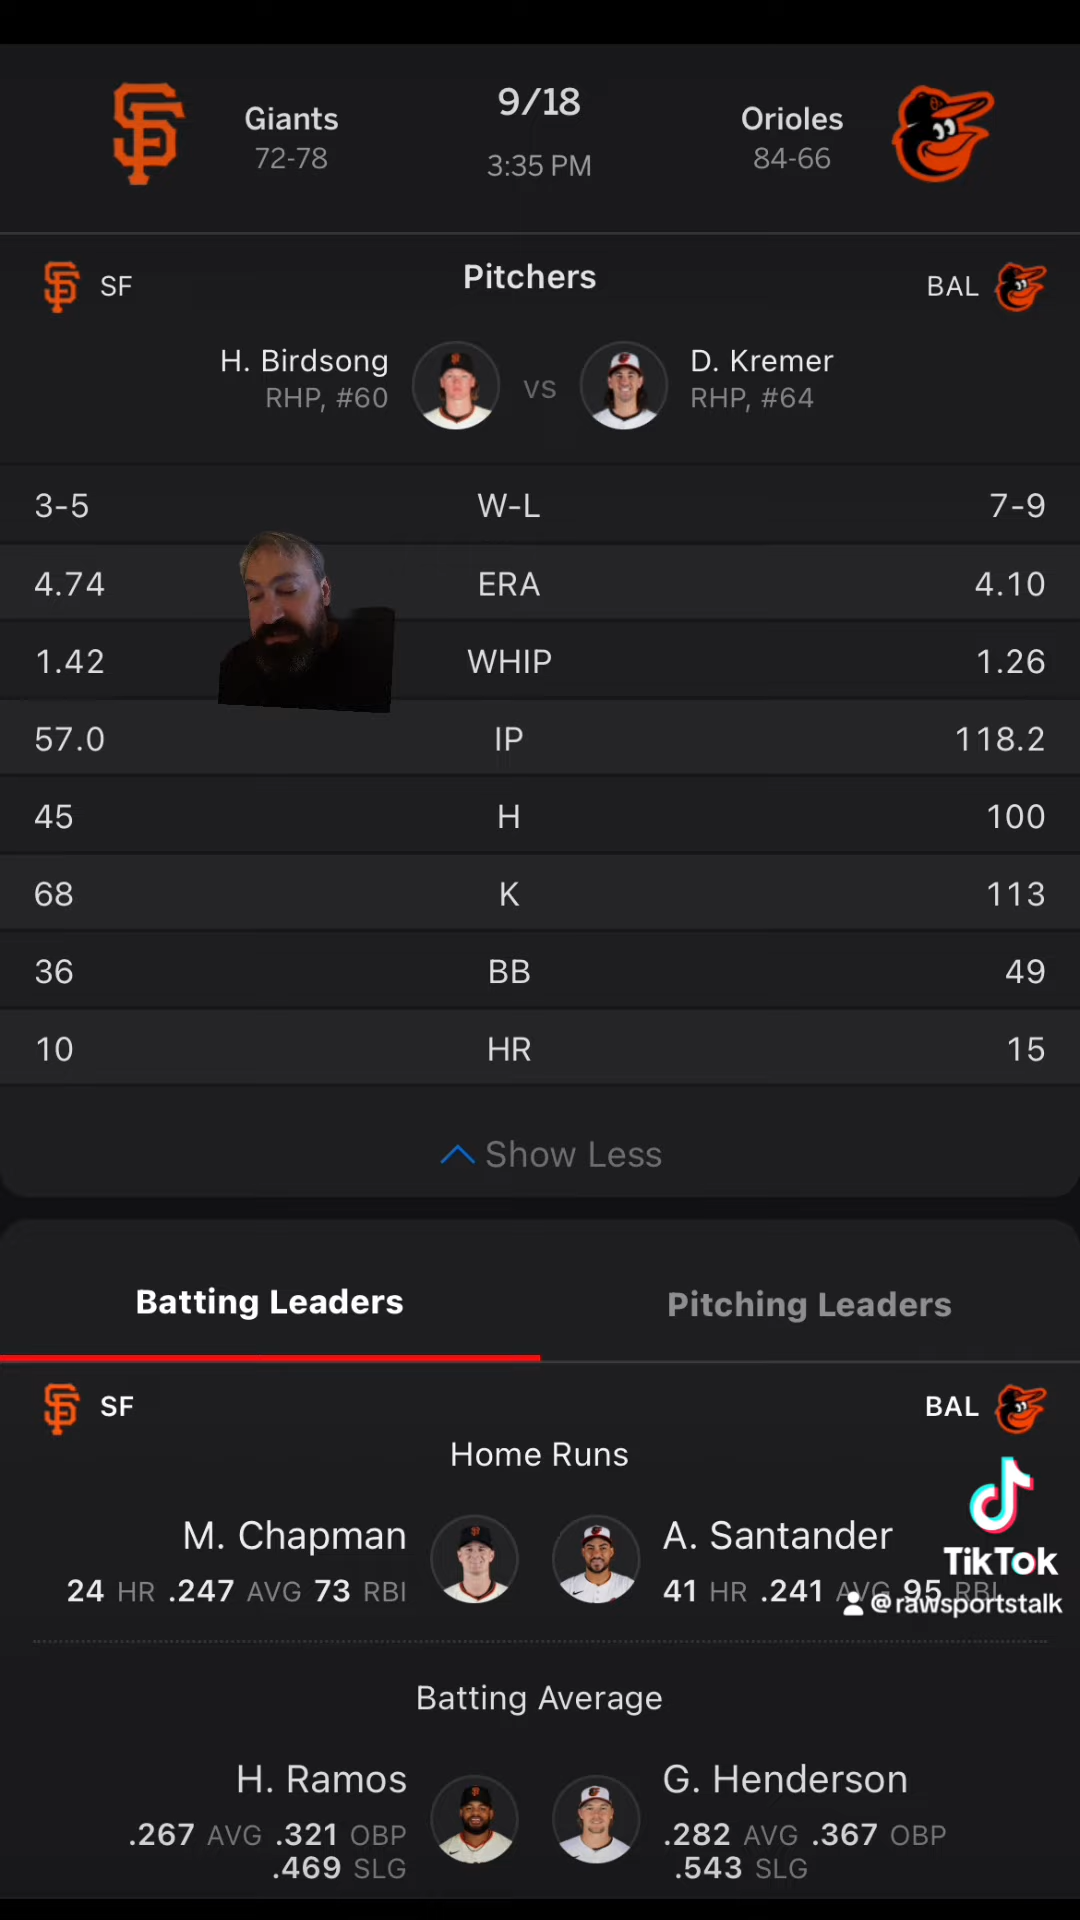 Giants
72-78
9/18
3:35 PM
Orioles
84-66
SF
Pitchers
BAL
H. Birdsong
RHP, #60
vs
D. Kremer
RHP, #64
3-5 W-L 7-9
4.74 ERA 4.10
1.42 WHIP 1.26
57.0 IP 118.2
45 H 100
68 K 113
36 BB 49
10 HR 15
Show Less
Batting Leaders
Pitching Leaders
SF
BAL
Home Runs
M. Chapman
24 HR .247 AVG 73 RBI
A. Santander
41 HR .241 AVG 95 RBI
TikTok
@rawsportstalk
Batting Average
H. Ramos
.267 AVG .321 OBP
.469 SLG
G. Henderson
.282 AVG .367 OBP
.543 SLG